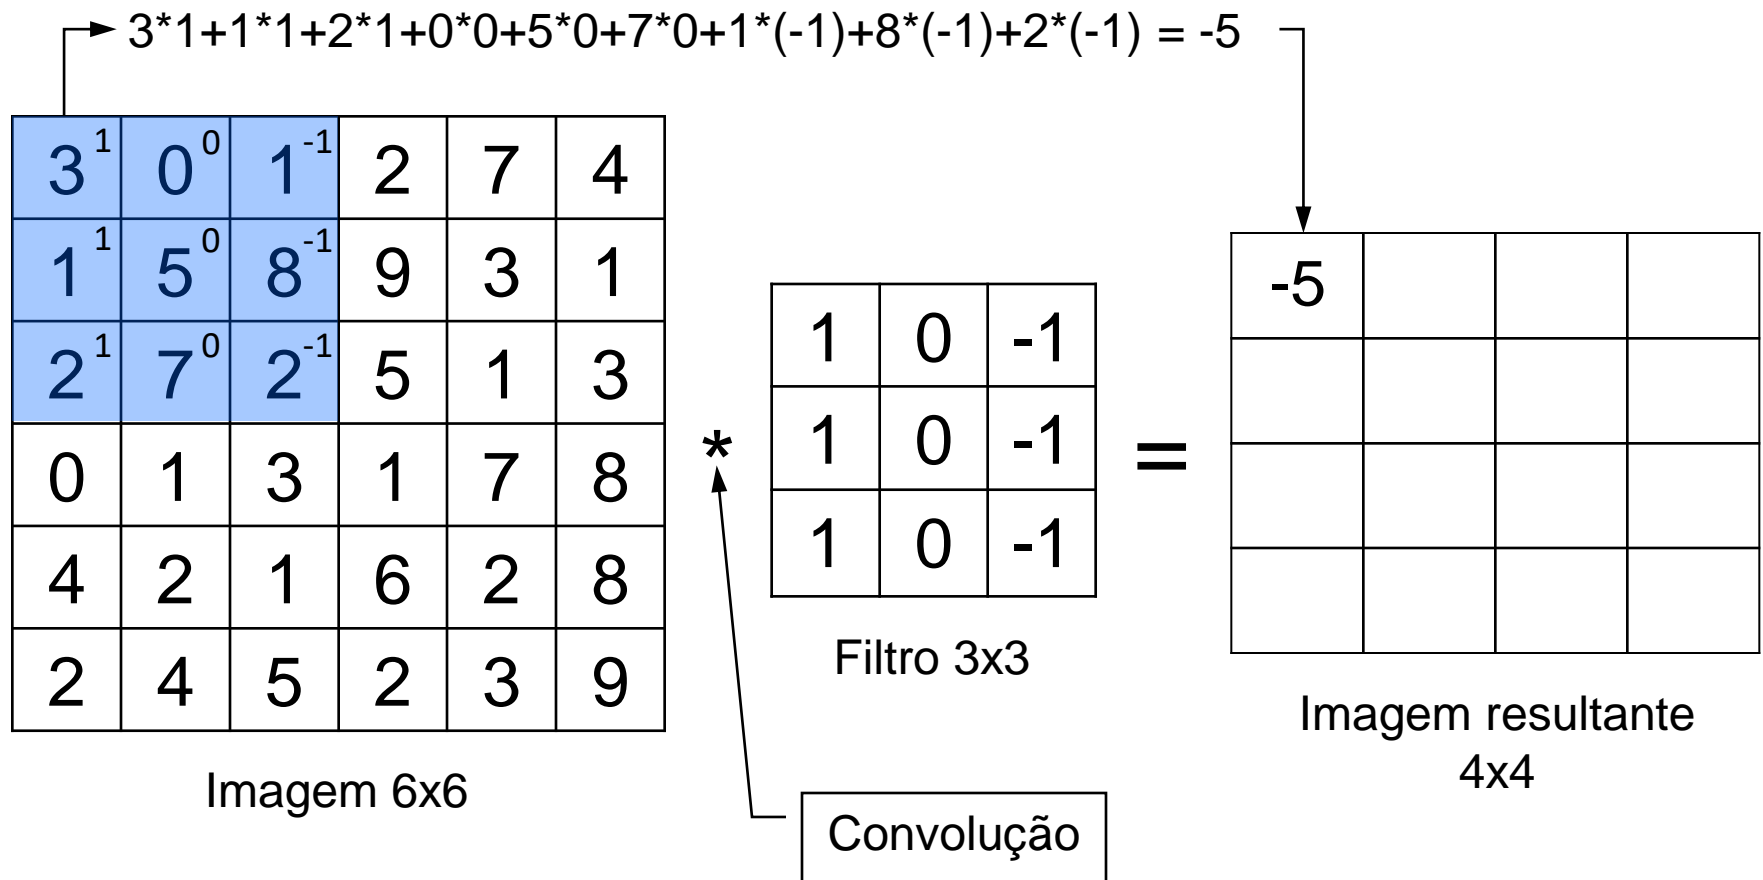 3*1+1*1+2*1+0*0+5*0+7*0+1*(-1)+8*(-1)+2*(-1) = -5
3 1 0 0 1 -1 2 7 4
1 1 5 0 8 -1 9 3 1
2 1 7 0 2 -1 5 1 3
0 1 3 1 7 8
4 2 1 6 2 8
2 4 5 2 3 9
Imagem 6x6
*
1 0 -1
1 0 -1
1 0 -1
Filtro 3x3
Convolução
=
-5
Imagem resultante
4x4